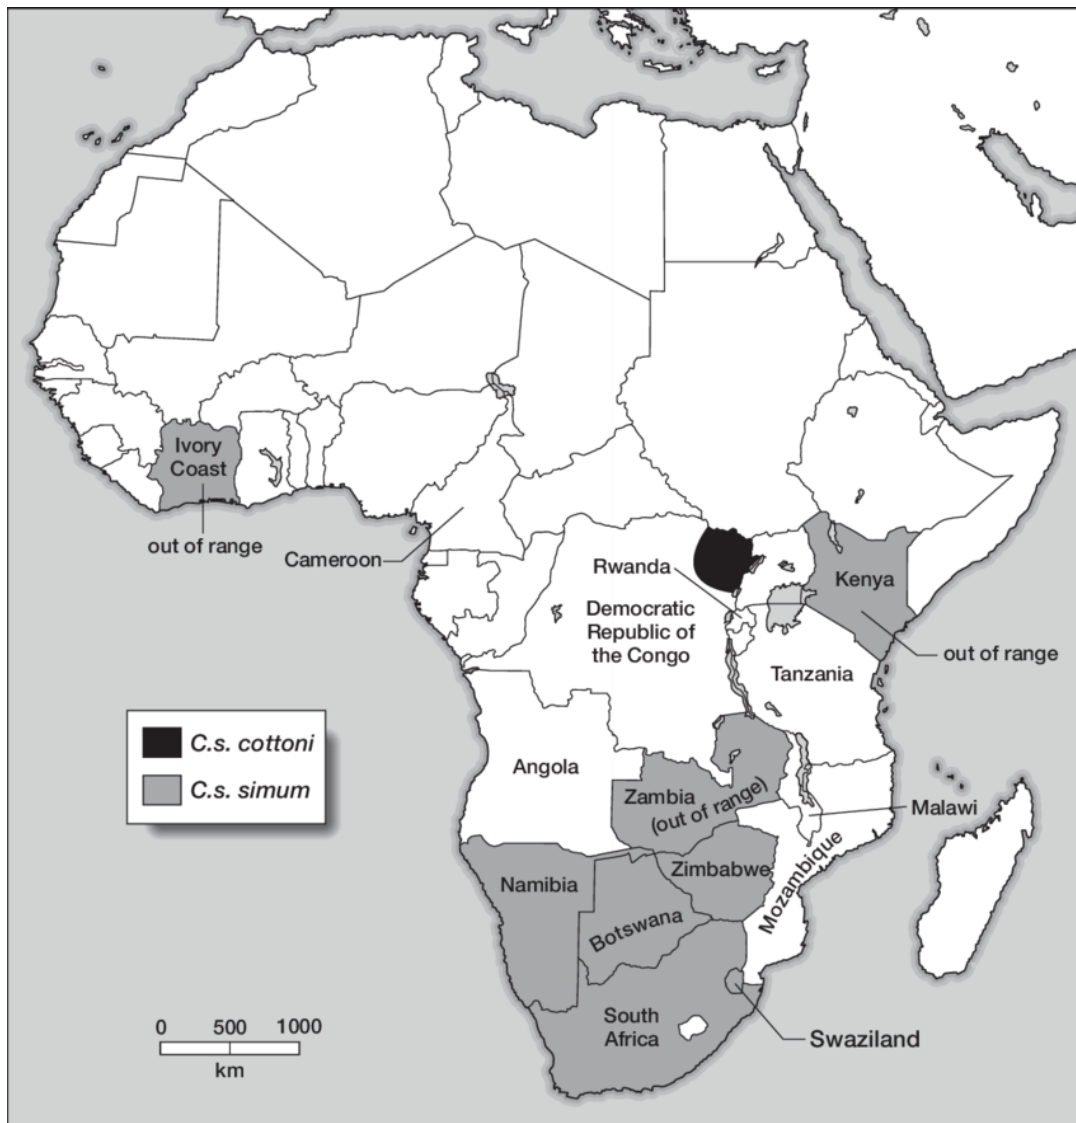 Ivory
Coast
out of range
Cameroon
Rwanda
Kenya
Democratic
Republic of
the Congo
out of range
Tanzania
C.s. cottoni
C.s. simum
Angola
Zambia
(out of range)
Malawi
Mozambique
Zimbabwe
Namibia
Botswana
South
Africa
Swaziland
0 500 1000
km